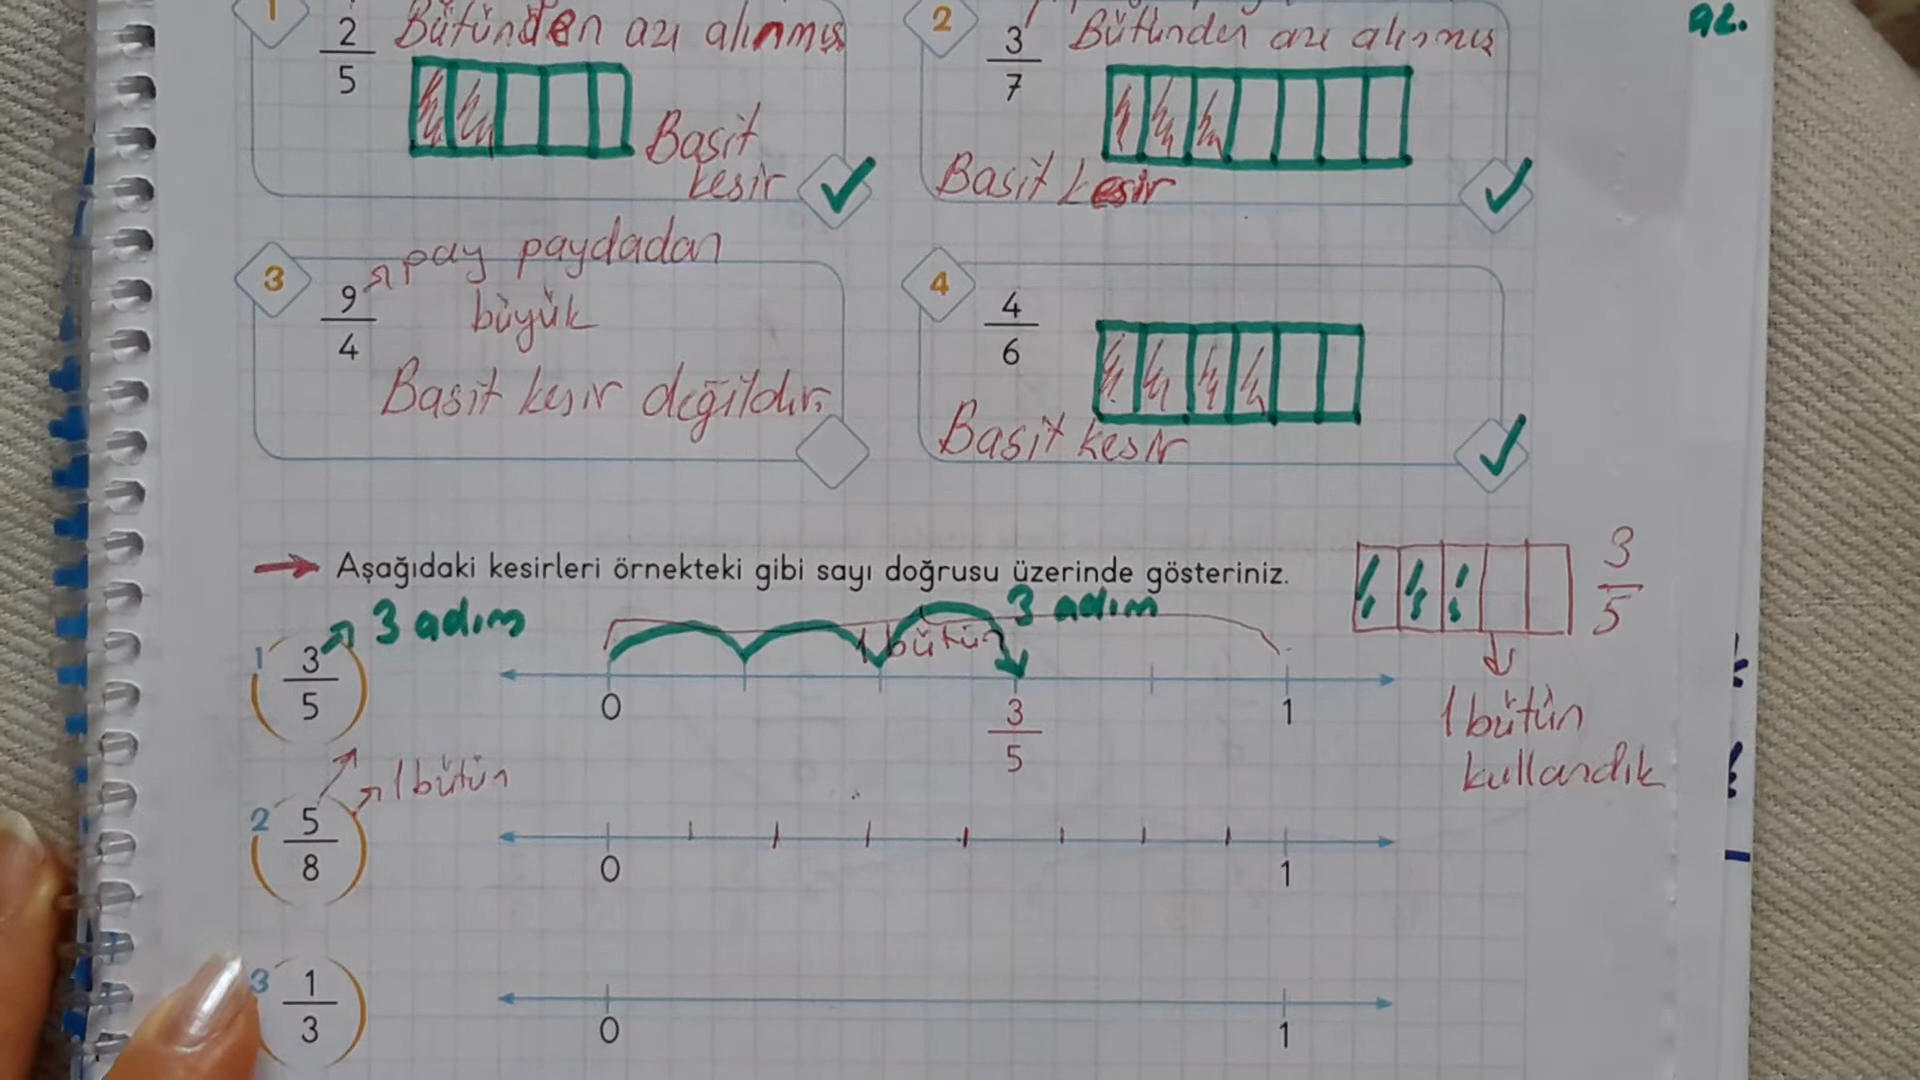 92.
1
2/5
Bütünden azı alınmış
Basit
kesir
2
3/7
Bütünden azı alınmış
Basit kesir
3
9/4
pay paydadan
büyük
Basit kesir değildir.
4
4/6
Basit kesir
Aşağıdaki kesirleri örnekteki gibi sayı doğrusu üzerinde gösteriniz.
3/5
1 bütün
kullandık
1
3/5
3 adım
1 bütün
3 adım
0
3/5
1
2
5/8
1 bütün
0
1
3
1/3
0
1